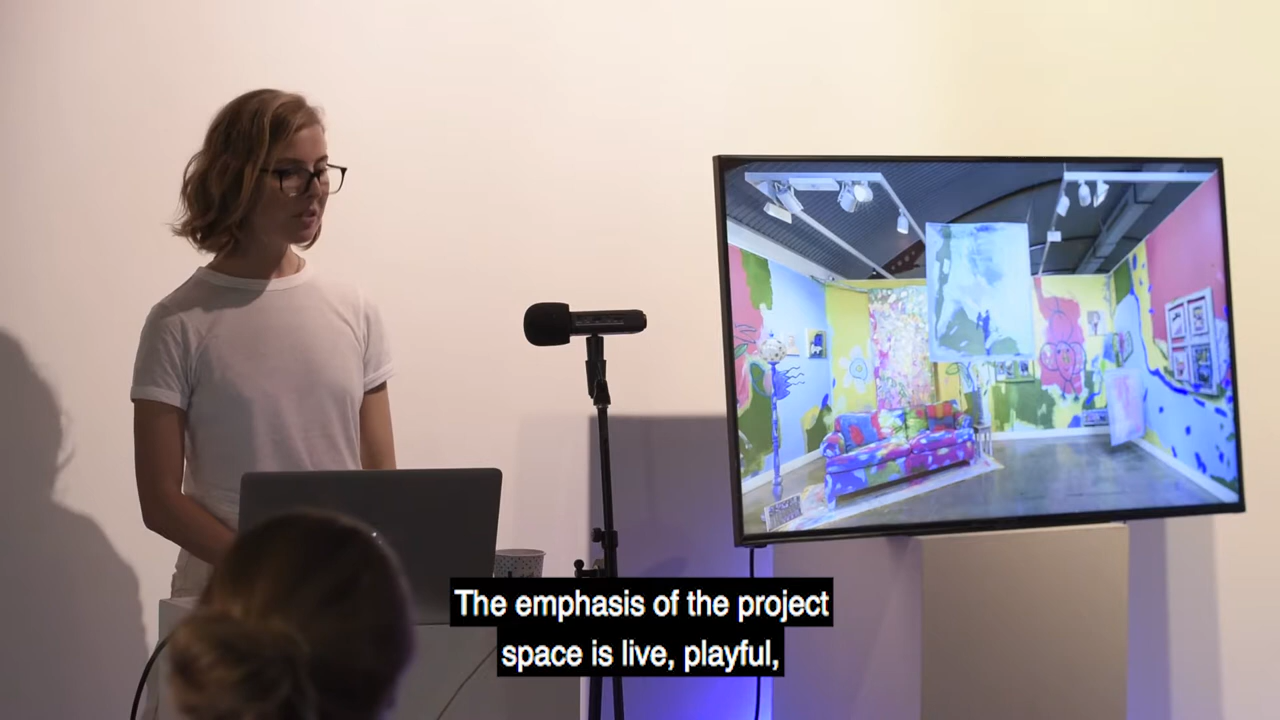 The emphasis of the project
space is live, playful,